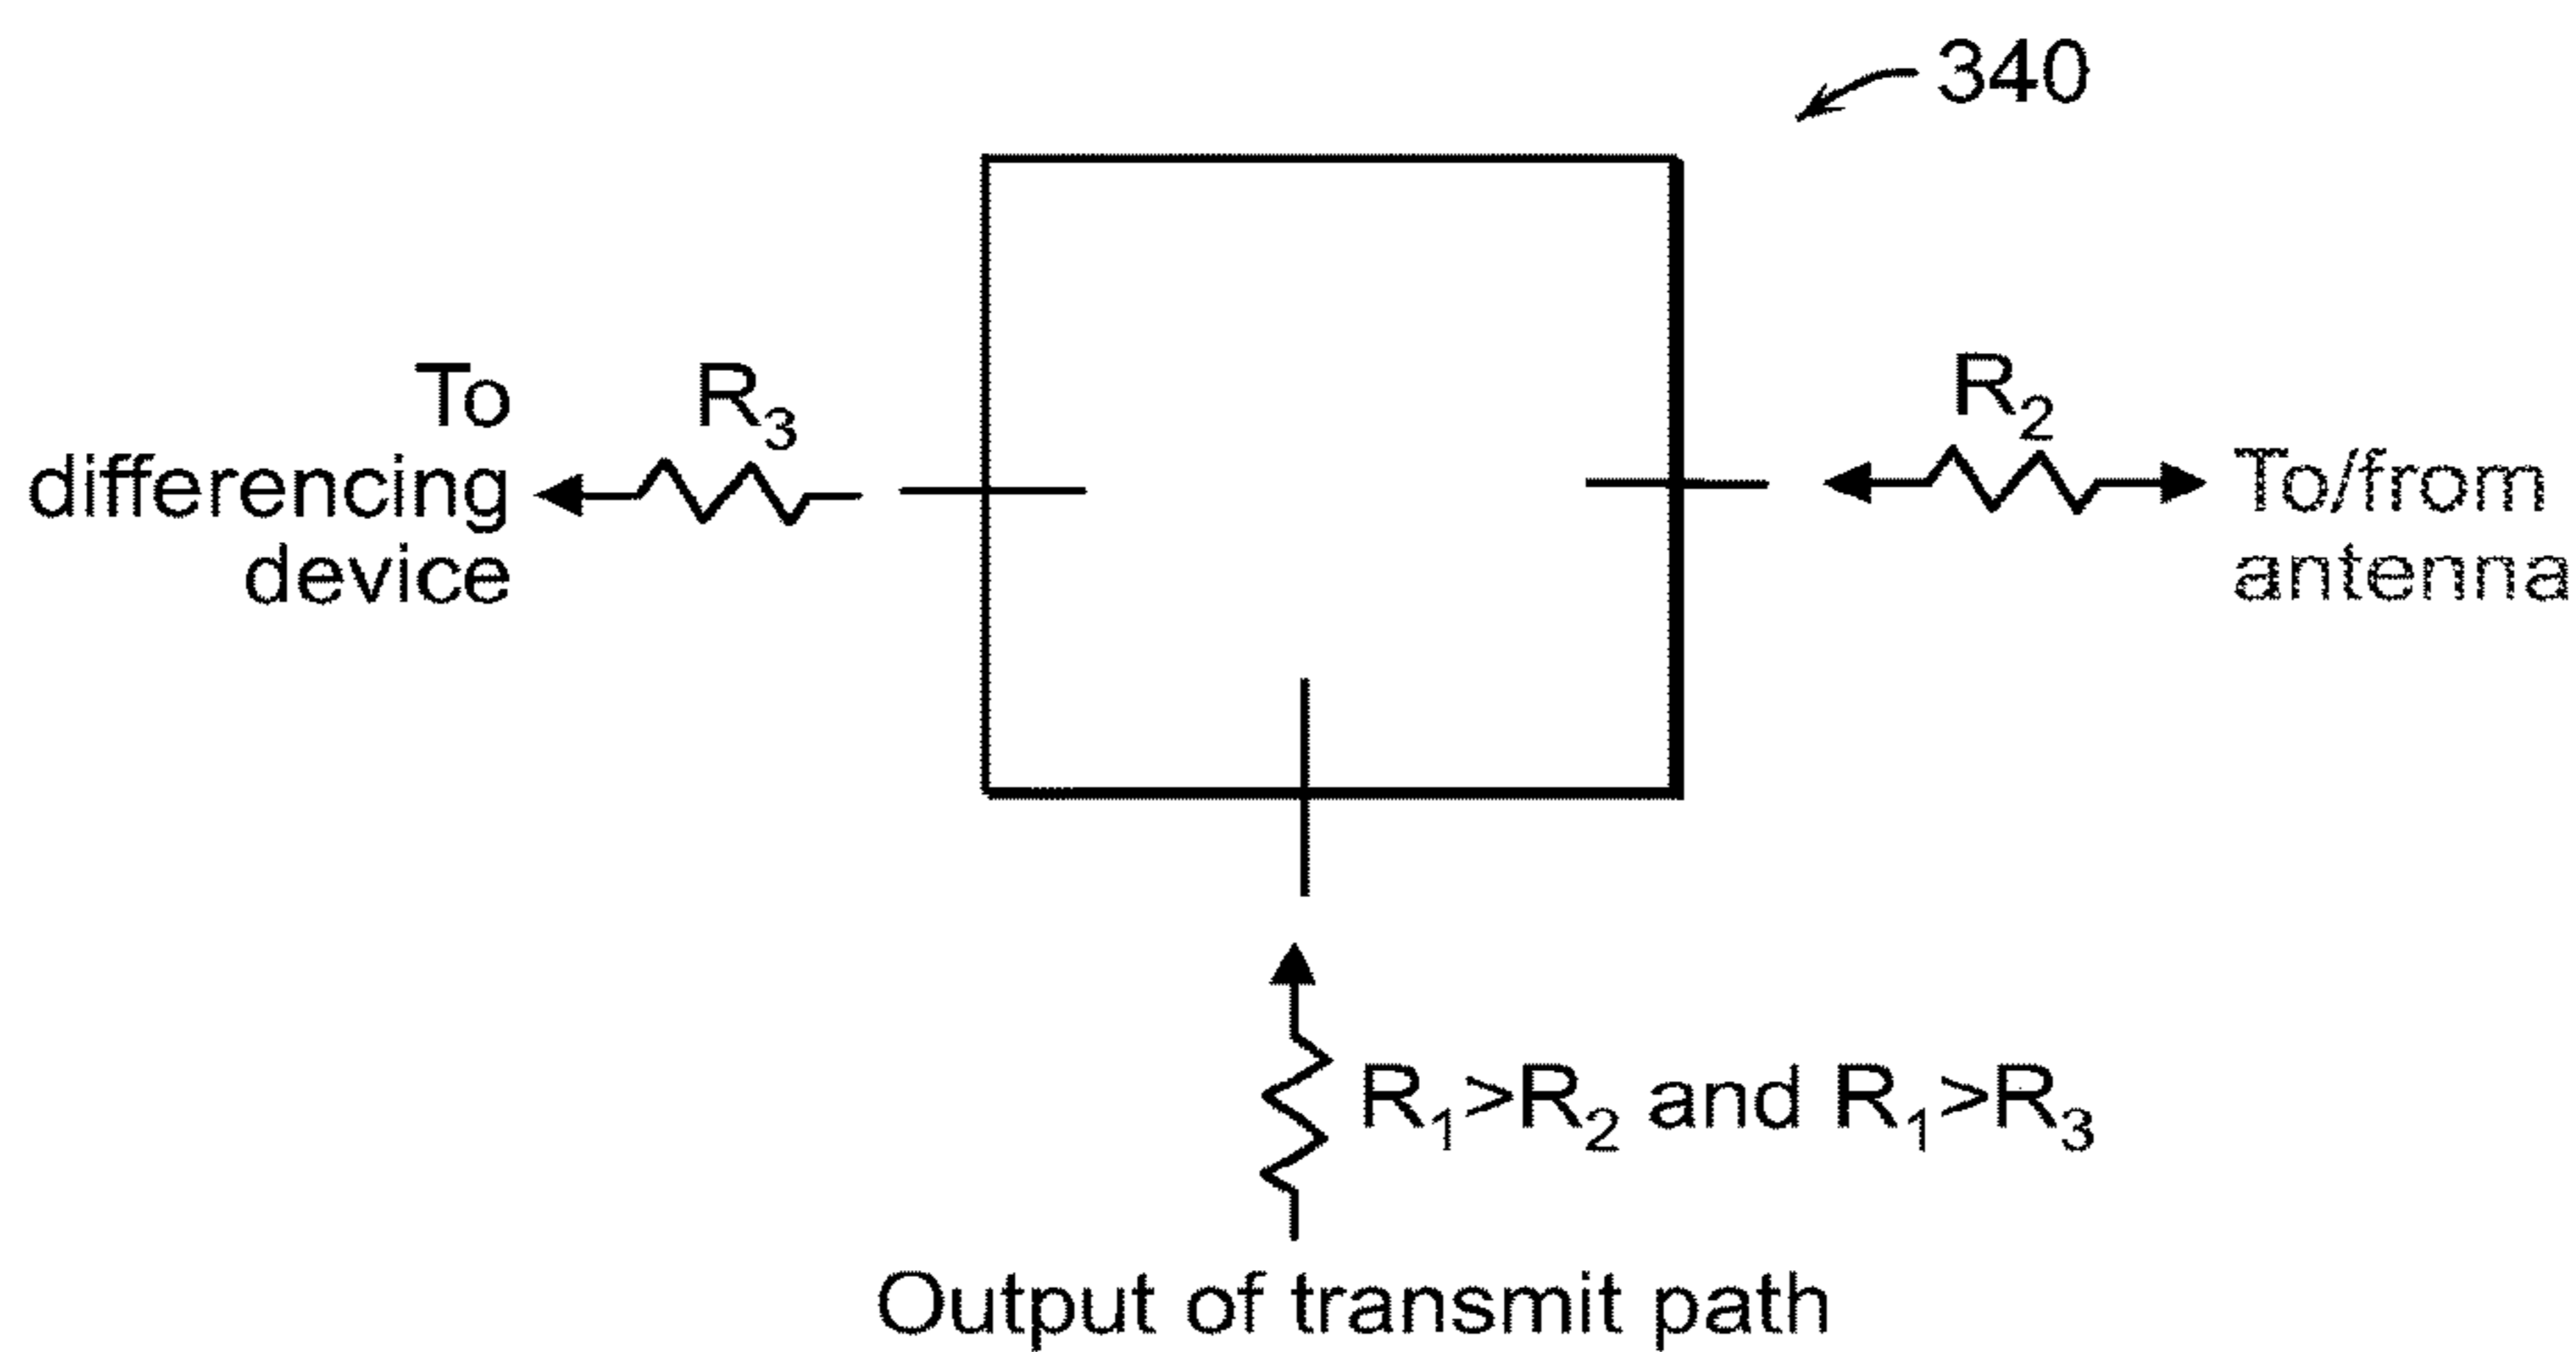 340
To
differencing
device
R₃
R₂
To/from
antenna
R₁>R₂ and R₁>R₃
Output of transmit path